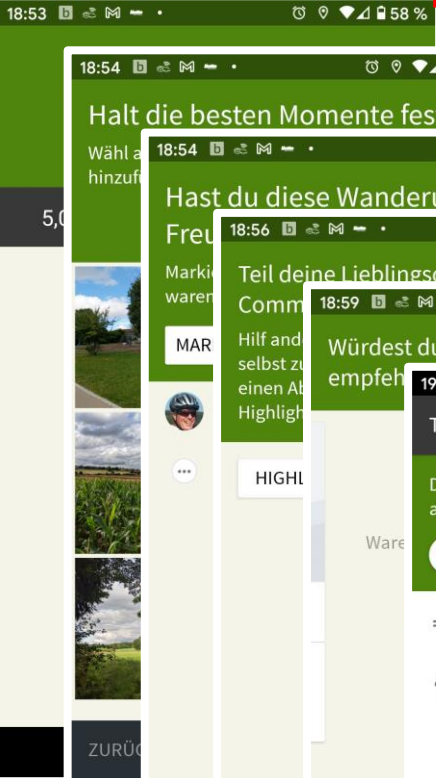 18:53
58 %
5,0
18:54
Halt die besten Momente fes
Wähl a
hinzufü
ZURÜC
18:54
Hast du diese Wanderu
Freu
Marki
waren
MAR
18:56
Teil deine Lieblings
Comm
Hilf and
selbst zu
einen Ab
Highligh
HIGHL
18:59
Würdest du
empfeh
Ware
19
T
D
a